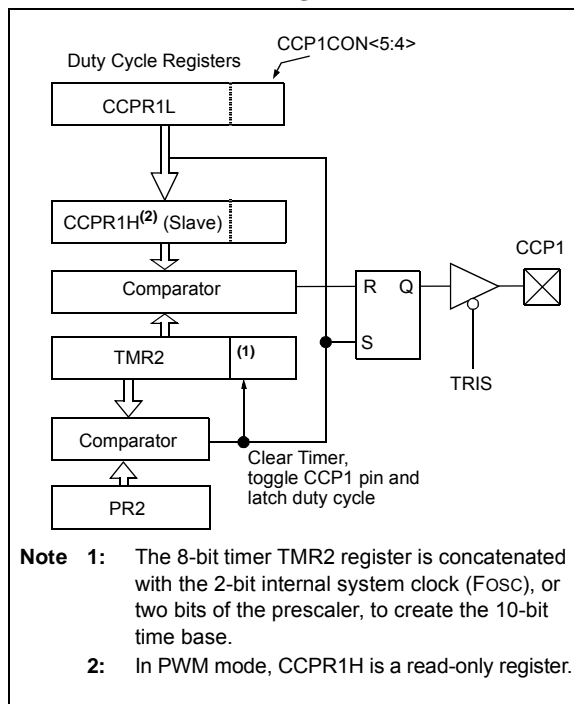 CCP1CON<5:4>
Duty Cycle Registers
CCPR1L
CCPR1H(2) (Slave)
CCP1
Comparator
R Q
TMR2
(1)
S
TRIS
Comparator
Clear Timer,
toggle CCP1 pin and
latch duty cycle
PR2
Note 1: The 8-bit timer TMR2 register is concatenated
with the 2-bit internal system clock (FOSC), or
two bits of the prescaler, to create the 10-bit
time base.
2: In PWM mode, CCPR1H is a read-only register.